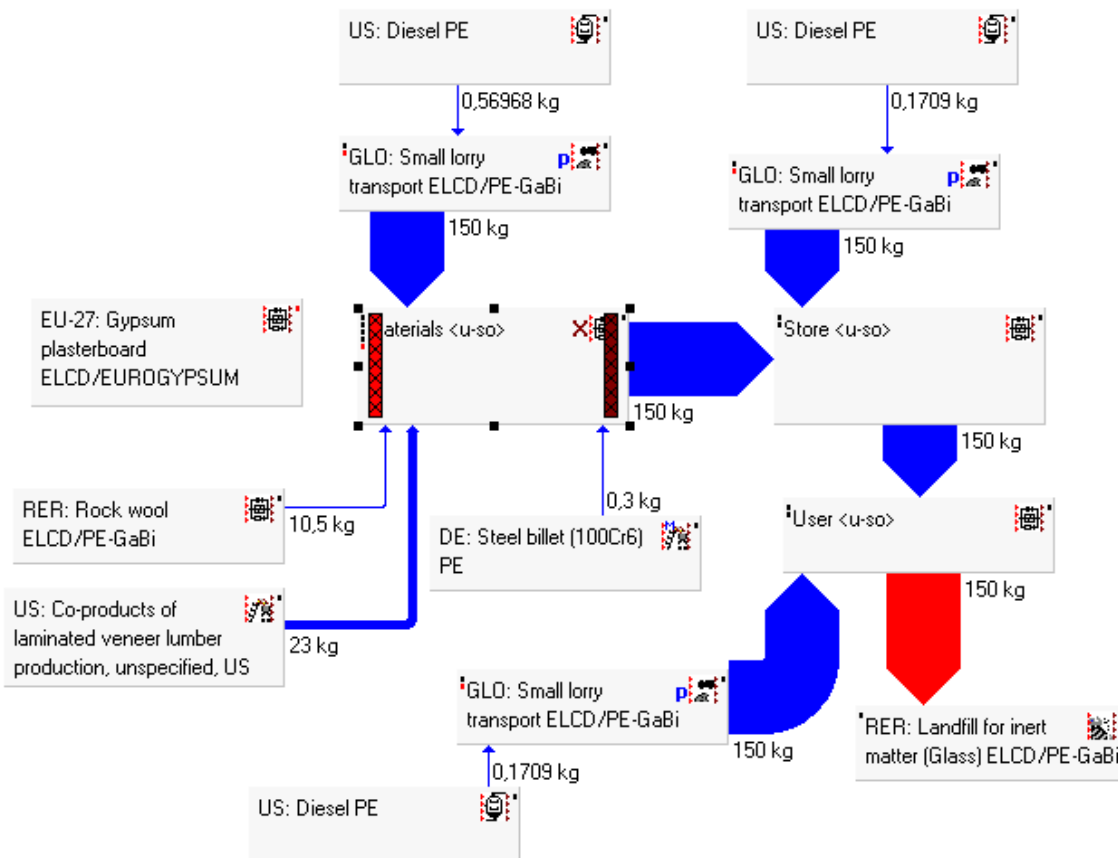 US: Diesel PE
US: Diesel PE
0,56968 kg
0,1709 kg
GLO: Small lorry
transport ELCD/PE-GaBi
p
GLO: Small lorry
transport ELCD/PE-GaBi
p
150 kg
150 kg
EU-27: Gypsum
plasterboard
ELCD/EUROGYPSUM
aterials <u-so>
Store <u-so>
150 kg
150 kg
RER: Rock wool
ELCD/PE-GaBi
10,5 kg
0,3 kg
DE: Steel billet (100Cr6)
PE
User <u-so>
US: Co-products of
laminated veneer lumber
production, unspecified, US
23 kg
150 kg
GLO: Small lorry
transport ELCD/PE-GaBi
p
150 kg
RER: Landfill for inert
matter (Glass) ELCD/PE-GaBi
0,1709 kg
US: Diesel PE